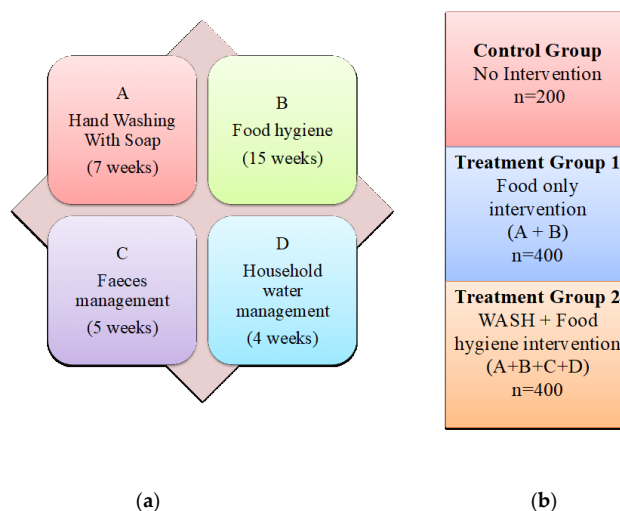 A
Hand Washing
With Soap
(7 weeks)
B
Food hygiene
(15 weeks)
C
Faeces
management
(5 weeks)
D
Household
water
management
(4 weeks)
(a)
Control Group
No Intervention
n=200
Treatment Group 1
Food only
intervention
(A + B)
n=400
Treatment Group 2
WASH + Food
hygiene intervention
(A+B+C+D)
n=400
(b)